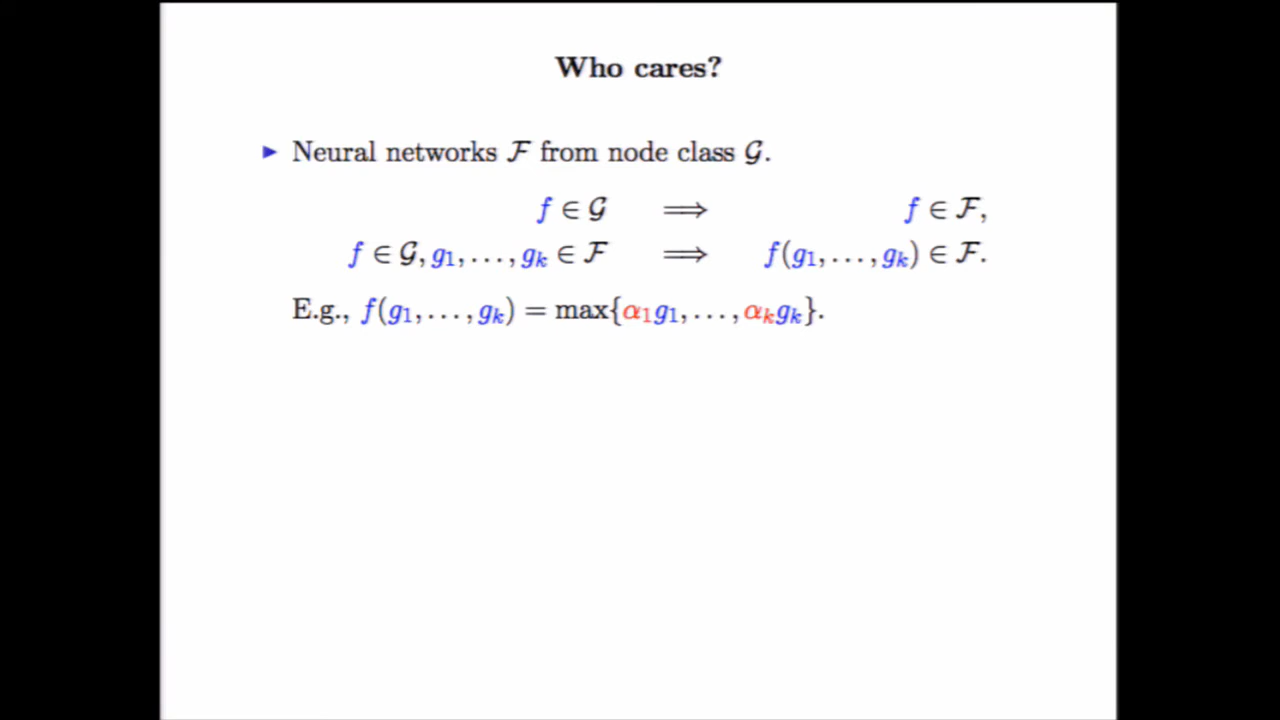 Who cares?
▶ Neural networks ℱ from node class 𝒢.
f ∈ 𝒢 ⟹ f ∈ ℱ,
f ∈ 𝒢, g₁, . . . , gₖ ∈ ℱ ⟹ f(g₁, . . . , gₖ) ∈ ℱ.
E.g., f(g₁, . . . , gₖ) = max{α₁g₁, . . . , αₖgₖ}.